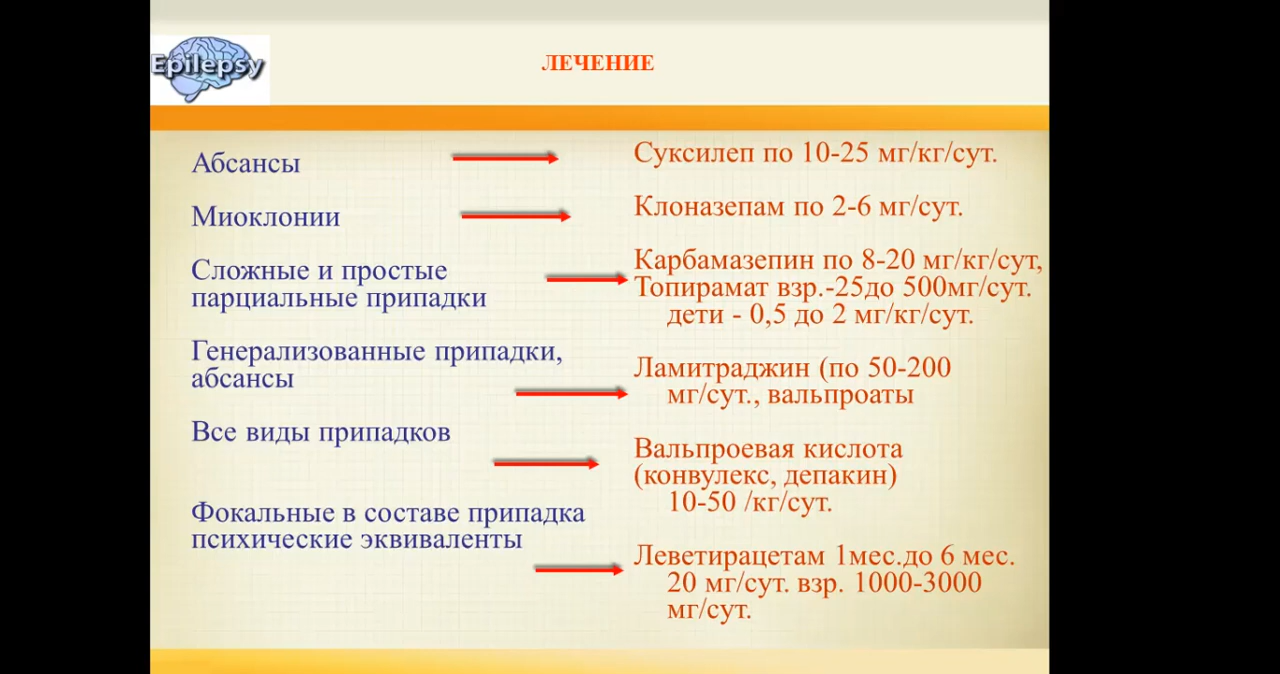 Epilepsy
ЛЕЧЕНИЕ
Абсансы
Суксилеп по 10-25 мг/кг/сут.
Миоклонии
Клоназепам по 2-6 мг/сут.
Сложные и простые
парциальные припадки
Карбамазепин по 8-20 мг/кг/сут,
Топирамат взр.-25до 500мг/сут.
дети - 0,5 до 2 мг/кг/сут.
Генерализованные припадки,
абсансы
Ламитраджин (по 50-200
мг/сут., вальпроаты
Все виды припадков
Вальпроевая кислота
(конвулекс, депакин)
10-50 /кг/сут.
Фокальные в составе припадка
психические эквиваленты
Леветирацетам 1мес.до 6 мес.
20 мг/сут. взр. 1000-3000
мг/сут.